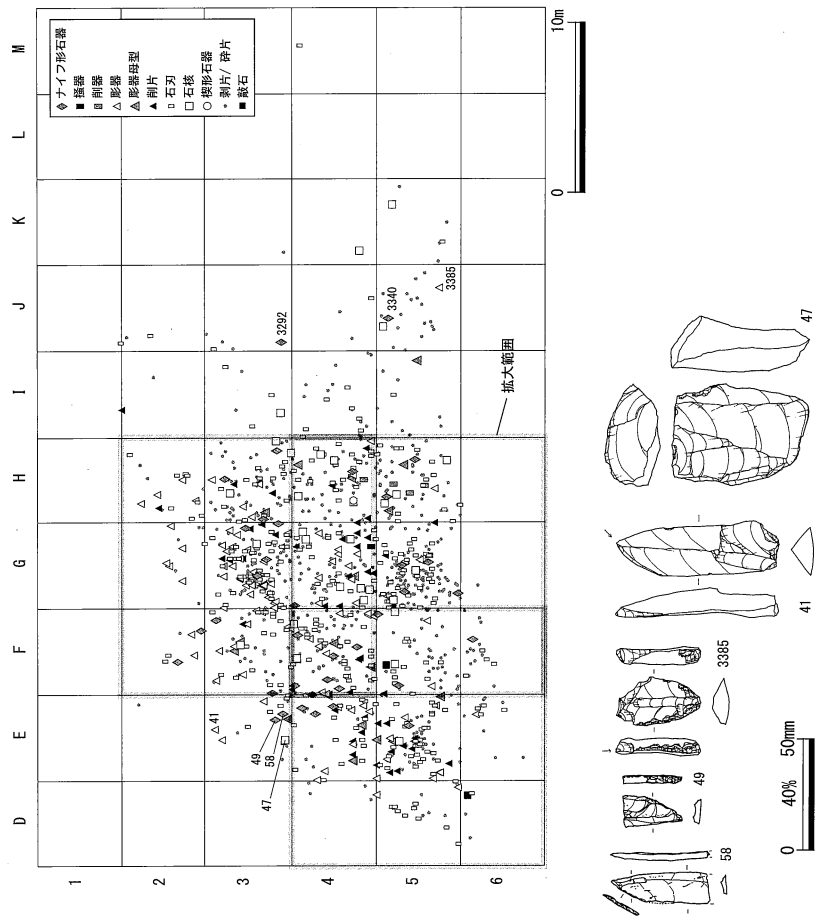 ナイフ形石器
掻器
削器
彫器
彫器母型
削片
石刃
石核
楔形石器
剥片/砕片
敲石
1
2
3
4
5
6
D
E
F
G
H
I
J
K
L
M
41
49
58
47
3292
3340
3385
拡大範囲
0
10m
58
49
3385
41
47
0
40%
50mm